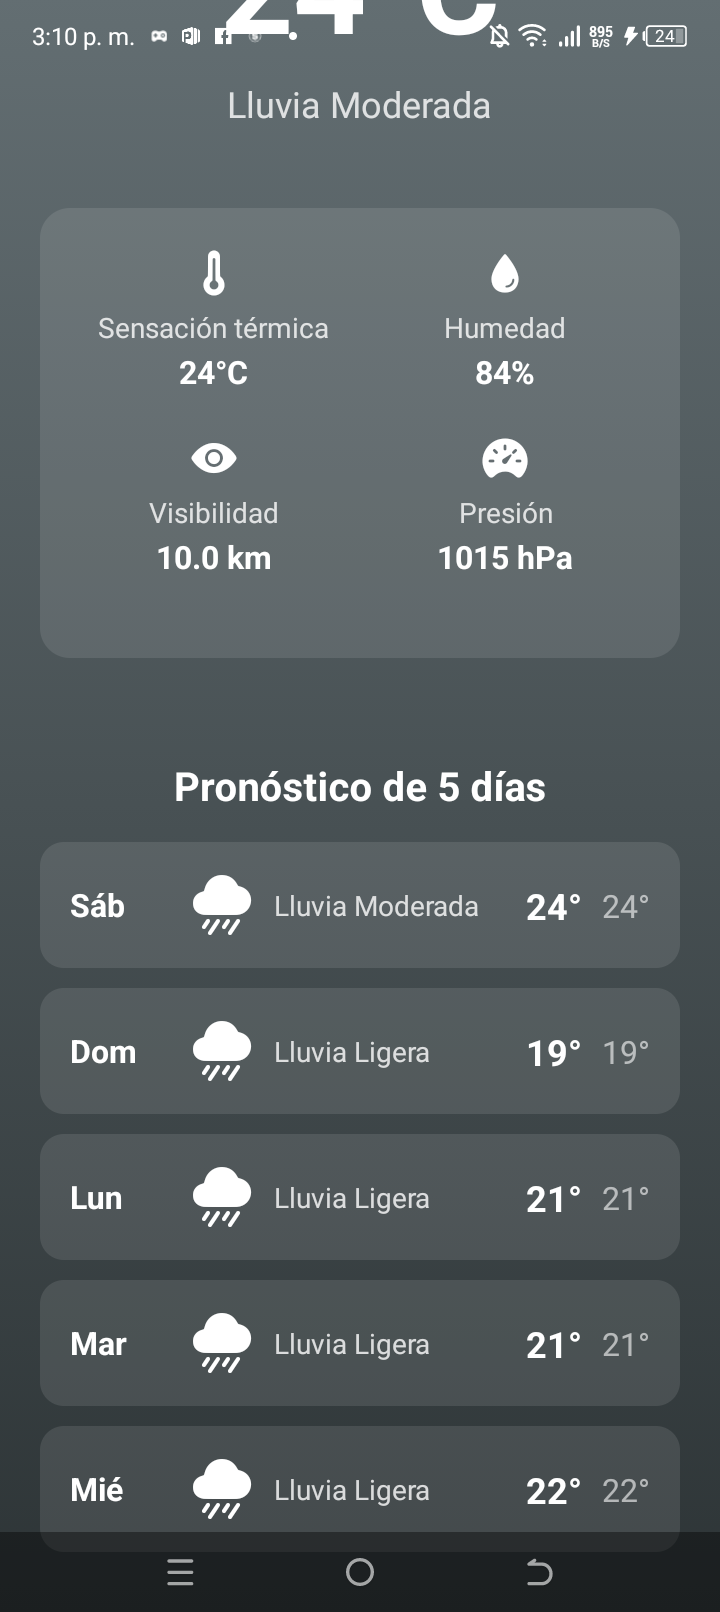 24°C
3:10 p. m.
895 B/S
24
Lluvia Moderada
Sensación térmica
24°C
Humedad
84%
Visibilidad
10.0 km
Presión
1015 hPa
Pronóstico de 5 días
Sáb Lluvia Moderada 24° 24°
Dom Lluvia Ligera 19° 19°
Lun Lluvia Ligera 21° 21°
Mar Lluvia Ligera 21° 21°
Mié Lluvia Ligera 22° 22°